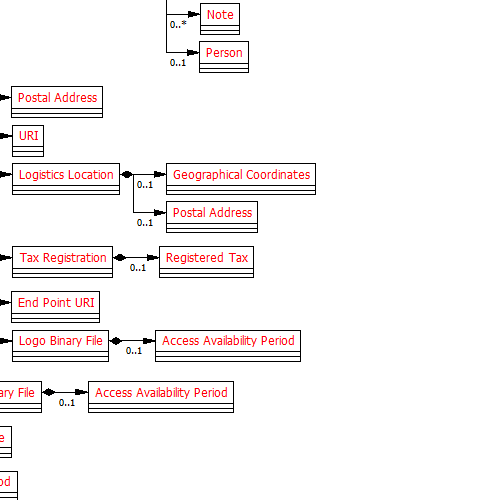 Note
0..*
Person
0..1
Postal Address
URI
Logistics Location
Geographical Coordinates
0..1
Postal Address
0..1
Tax Registration
Registered Tax
0..1
End Point URI
Logo Binary File
Access Availability Period
0..1
ary File
Access Availability Period
0..1
e
od